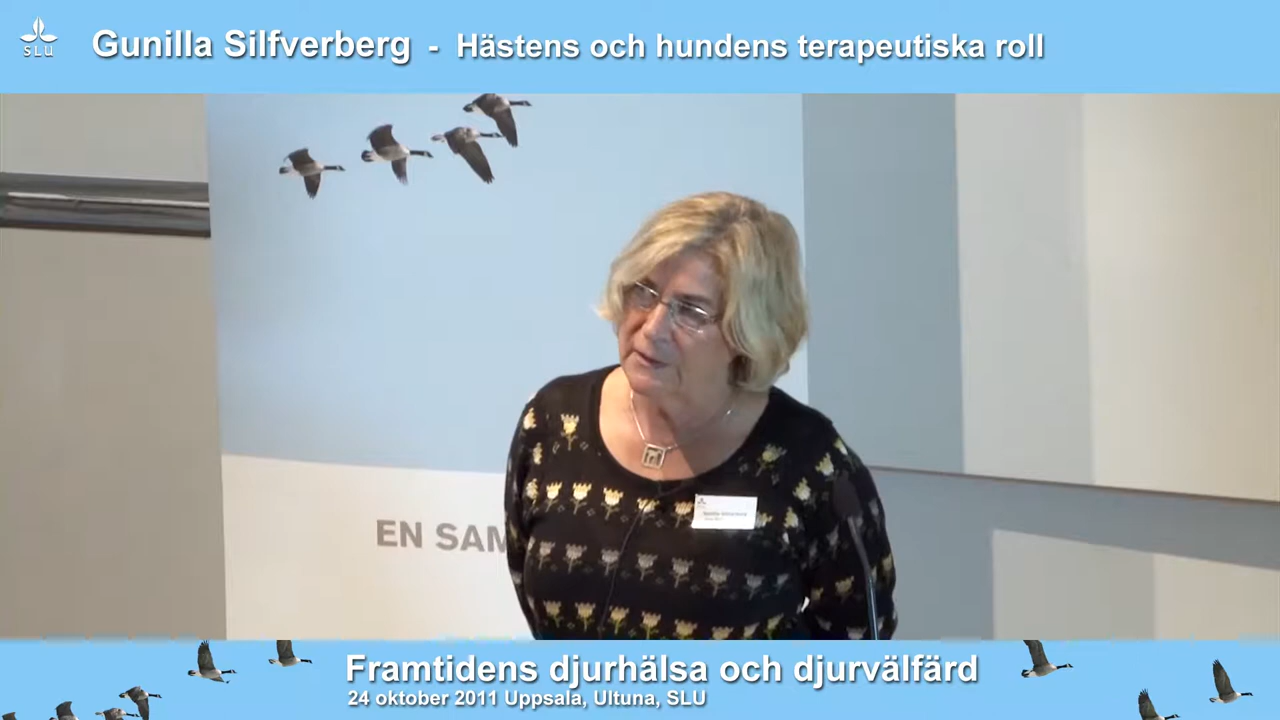 SLU
Gunilla Silfverberg - Hästens och hundens terapeutiska roll
EN SAM
Framtidens djurhälsa och djurvälfärd
24 oktober 2011 Uppsala, Ultuna, SLU